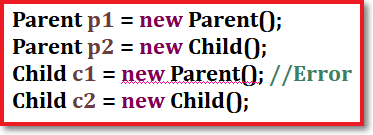 Parent p1 = new Parent();
Parent p2 = new Child();
Child c1 = new Parent(); //Error
Child c2 = new Child();